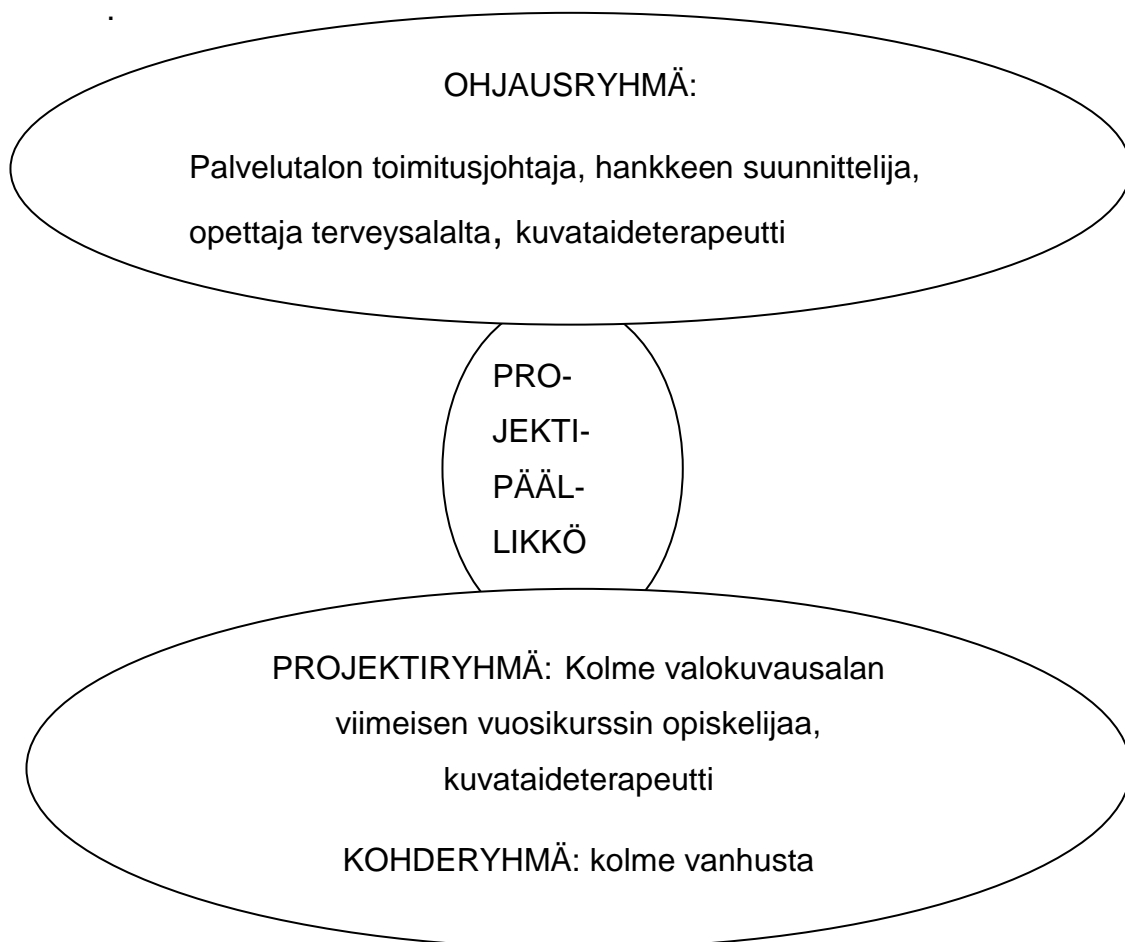 .
OHJAUSRYHMÄ:
Palvelutalon toimitusjohtaja, hankkeen suunnittelija,
opettaja terveysalalta, kuvataideterapeutti
PRO-
JEKTI-
PÄÄL-
LIKKÖ
PROJEKTIRYHMÄ: Kolme valokuvausalan
viimeisen vuosikurssin opiskelijaa,
kuvataideterapeutti
KOHDERYHMÄ: kolme vanhusta